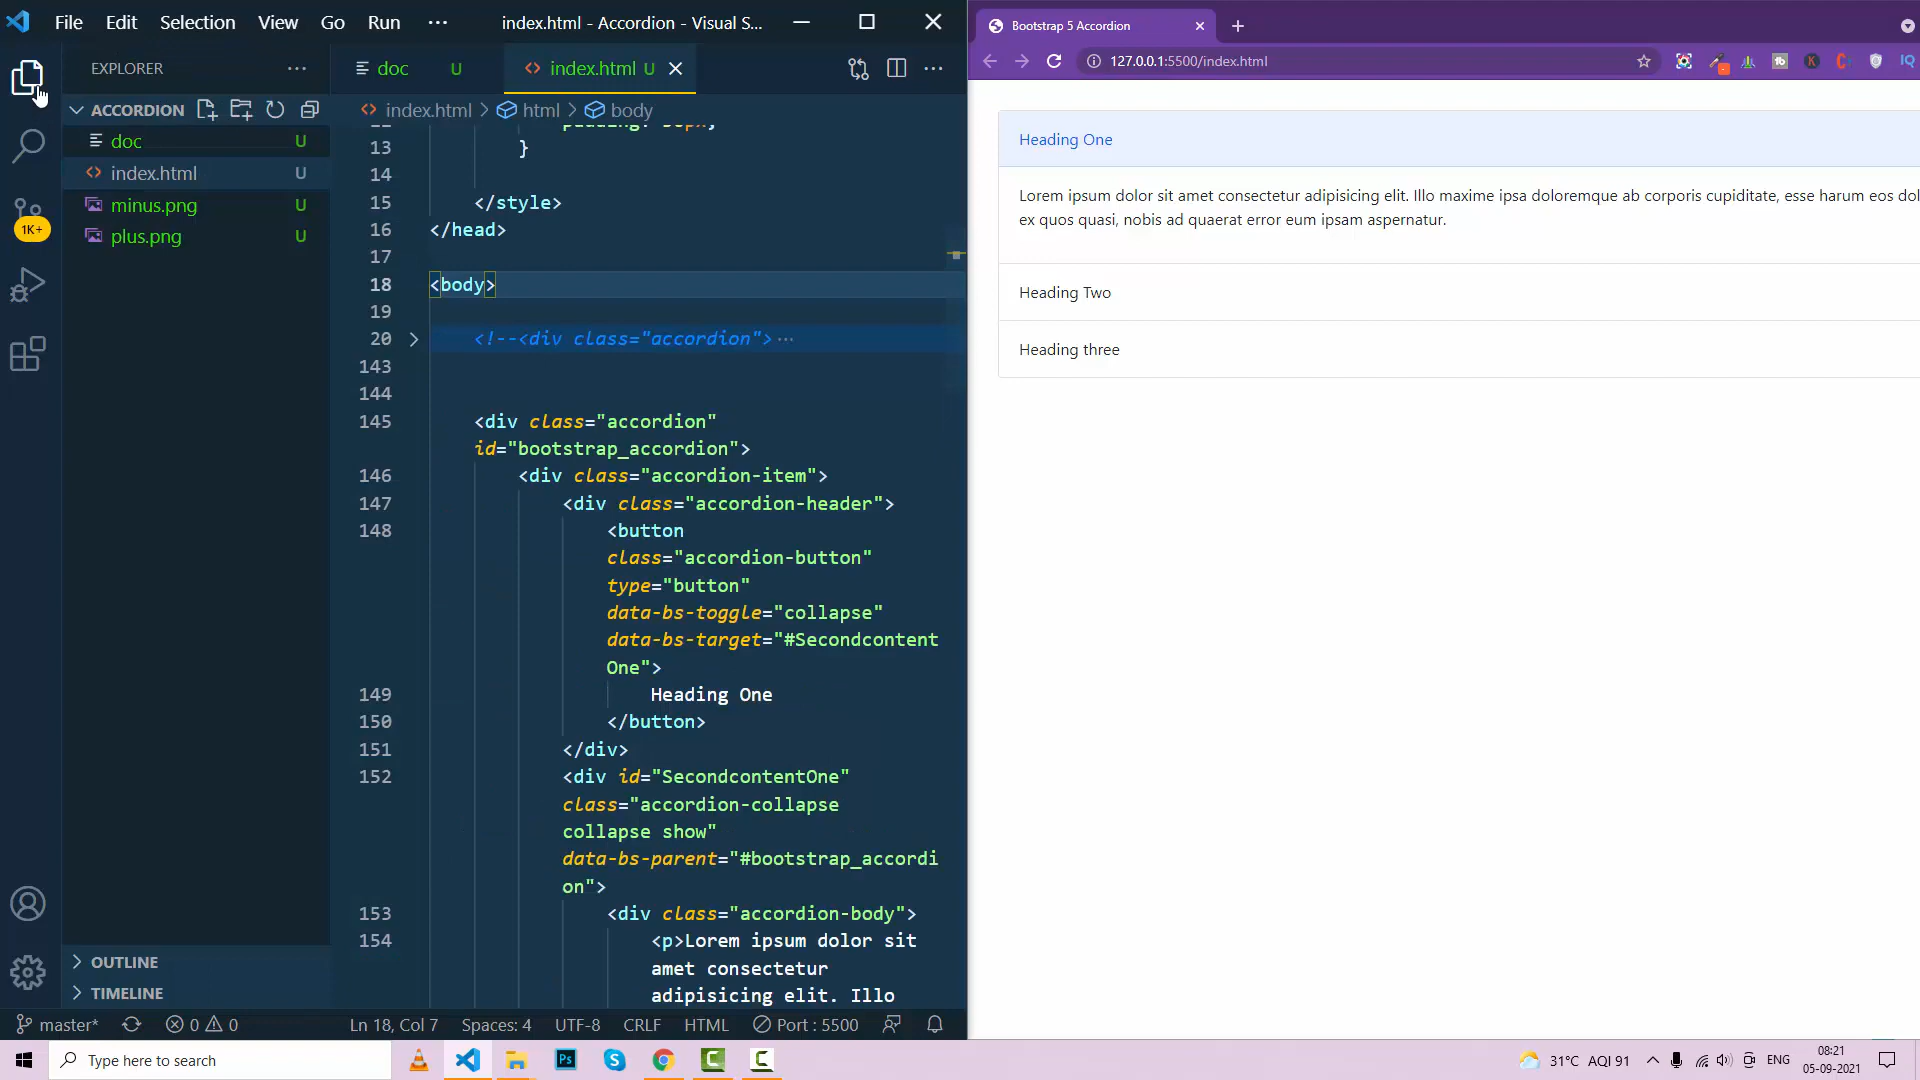 File Edit Selection View Go Run ··· index.html - Accordion - Visual S...
EXPLORER ···
ACCORDION
doc U
index.html U
minus.png U
plus.png U
1K+
OUTLINE
TIMELINE
doc U index.html U
index.html > html > body
13 }
14
15 </style>
16 </head>
17
18 <body>
19
20 <!--<div class="accordion">···
143
144
145 <div class="accordion"
id="bootstrap_accordion">
146 <div class="accordion-item">
147 <div class="accordion-header">
148 <button
class="accordion-button"
type="button"
data-bs-toggle="collapse"
data-bs-target="#Secondcontent
One">
149 Heading One
150 </button>
151 </div>
152 <div id="SecondcontentOne"
class="accordion-collapse
collapse show"
data-bs-parent="#bootstrap_accordi
on">
153 <div class="accordion-body">
154 <p>Lorem ipsum dolor sit
amet consectetur
adipisicing elit. Illo
master* 0 0 Ln 18, Col 7 Spaces: 4 UTF-8 CRLF HTML Port : 5500
Bootstrap 5 Accordion
127.0.0.1:5500/index.html
IQ
Heading One
Lorem ipsum dolor sit amet consectetur adipisicing elit. Illo maxime ipsa doloremque ab corporis cupiditate, esse harum eos dol
ex quos quasi, nobis ad quaerat error eum ipsam aspernatur.
Heading Two
Heading three
Type here to search
Ps
31°C AQI 91 ENG
08:21
05-09-2021